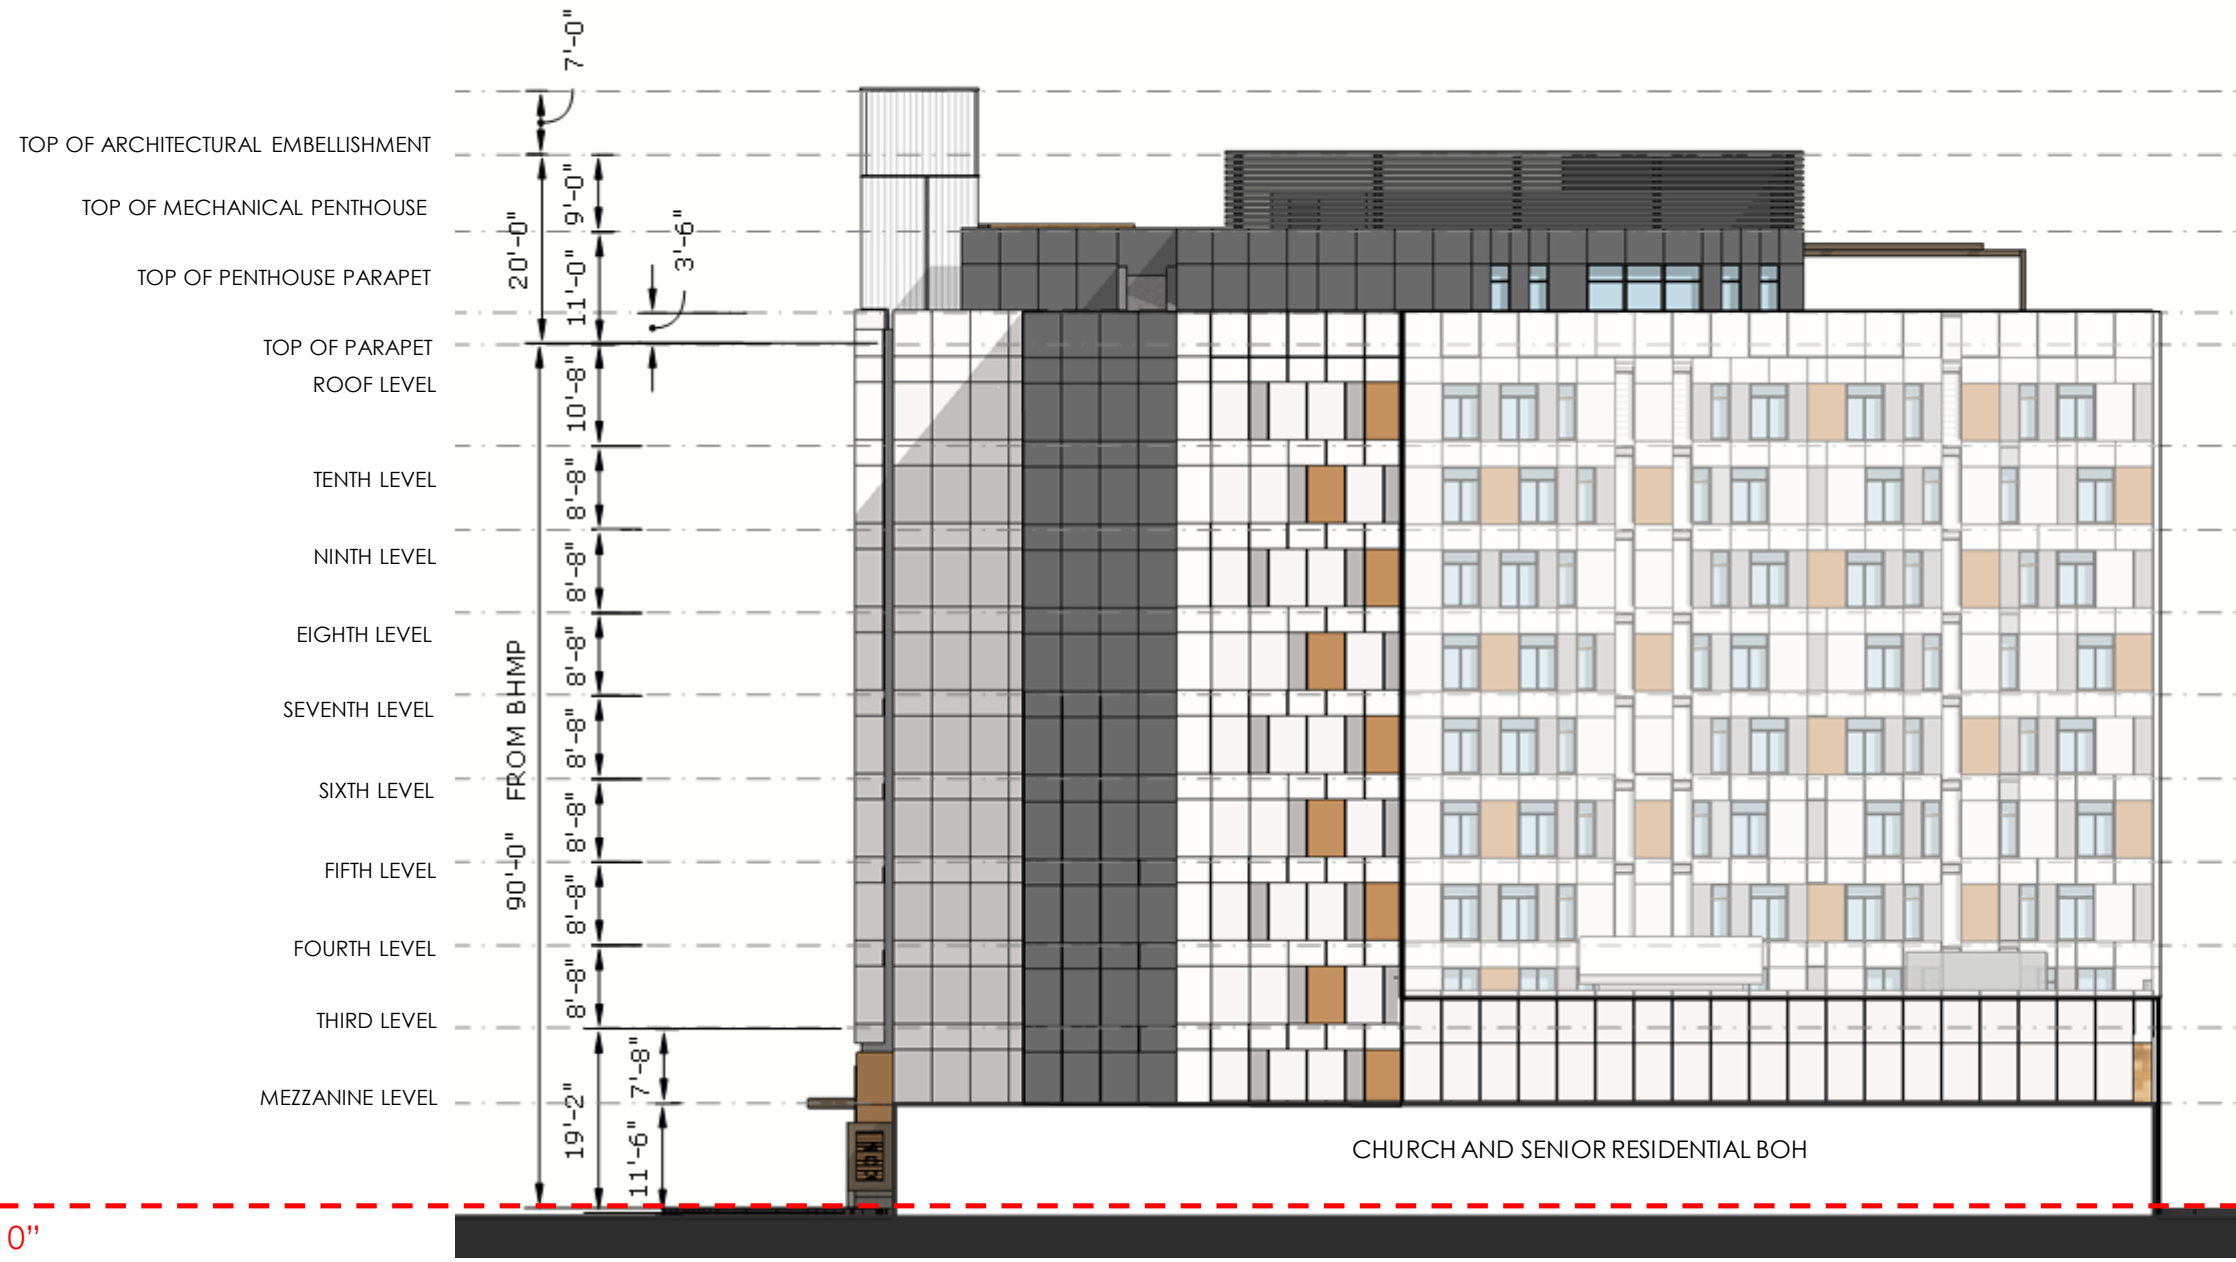 7'-0"
TOP OF ARCHITECTURAL EMBELLISHMENT
9'-0"
TOP OF MECHANICAL PENTHOUSE
20'-0"
3'-6"
TOP OF PENTHOUSE PARAPET
11'-0"
TOP OF PARAPET
ROOF LEVEL
10'-8"
TENTH LEVEL
8'-8"
NINTH LEVEL
8'-8"
EIGHTH LEVEL
8'-8"
SEVENTH LEVEL
8'-8"
90'-0" FROM BHMP
SIXTH LEVEL
8'-8"
FIFTH LEVEL
8'-8"
FOURTH LEVEL
8'-8"
THIRD LEVEL
7'-8"
MEZZANINE LEVEL
19'-2"
11'-6"
CHURCH AND SENIOR RESIDENTIAL BOH
0”